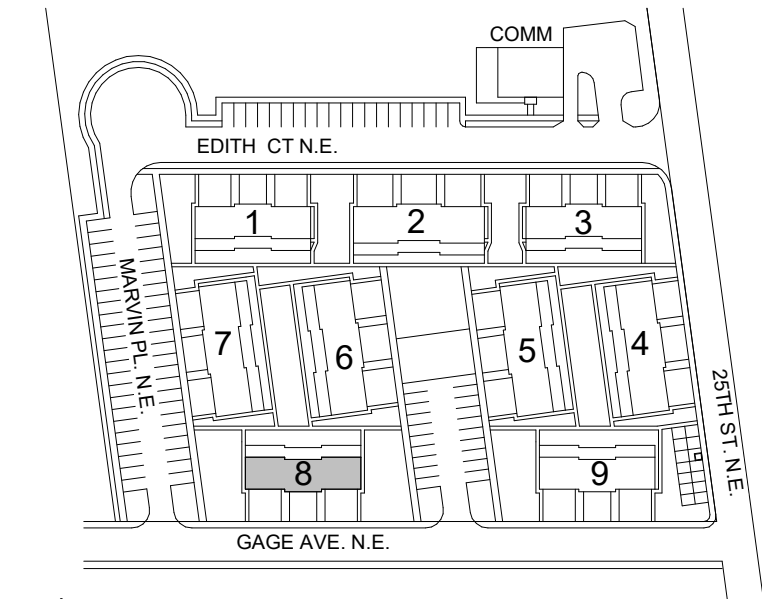 COMM
EDITH CT N.E.
1
2
3
MARVIN PL. N.E.
7
6
5
4
25TH ST. N.E.
8
9
GAGE AVE. N.E.